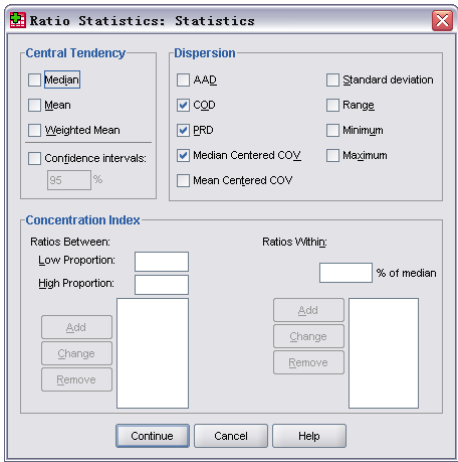 Ratio Statistics: Statistics
Central Tendency
Median
Mean
Weighted Mean
Confidence intervals:
95 %
Dispersion
AAD
COD
PRD
Median Centered COV
Mean Centered COV
Standard deviation
Range
Minimum
Maximum
Concentration Index
Ratios Between:
Low Proportion:
High Proportion:
Add
Change
Remove
Ratios Within:
% of median
Add
Change
Remove
Continue
Cancel
Help